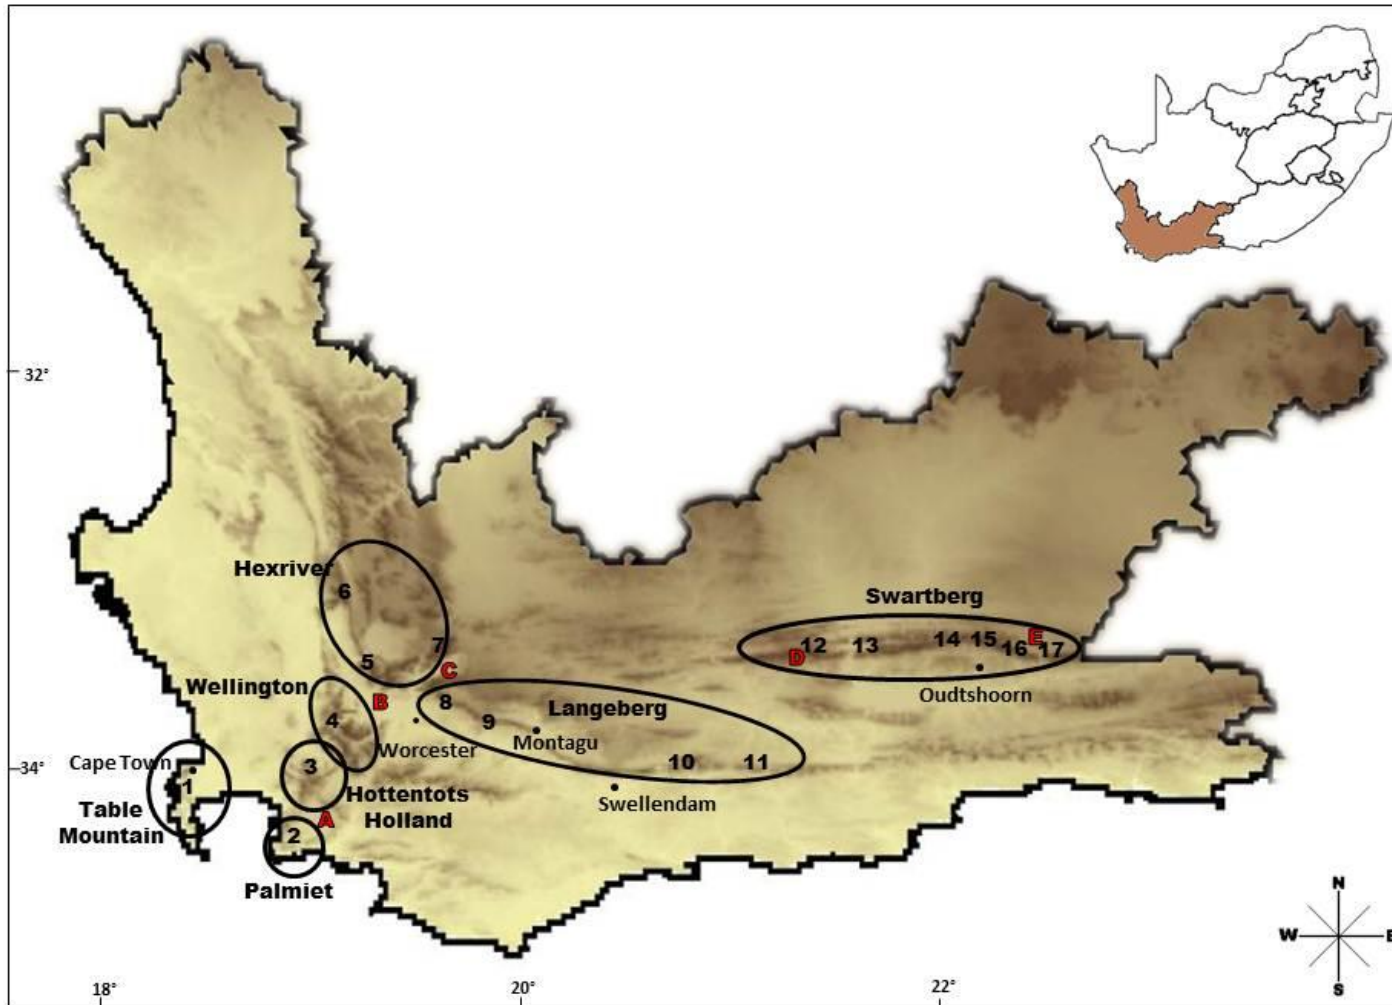 32°
Hexriver
6
Swartberg
7
5
C
12
13
14
15
E
16
17
D
Oudtshoorn
Wellington
B
8
Langeberg
4
9
Worcester
Montagu
10
11
34°
Cape Town
3
1
Swellendam
Table
Mountain
Hottentots
Holland
A
2
Palmiet
N
W
E
S
18°
20°
22°